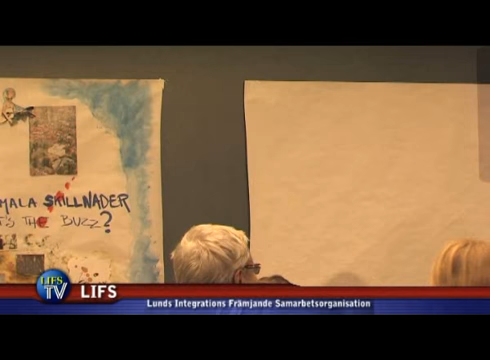 MALA SKILLNADER
T'S THE BUZZ?
LIFS
TV
LIFS
Lunds Integrations Främjande Samarbetsorganisation